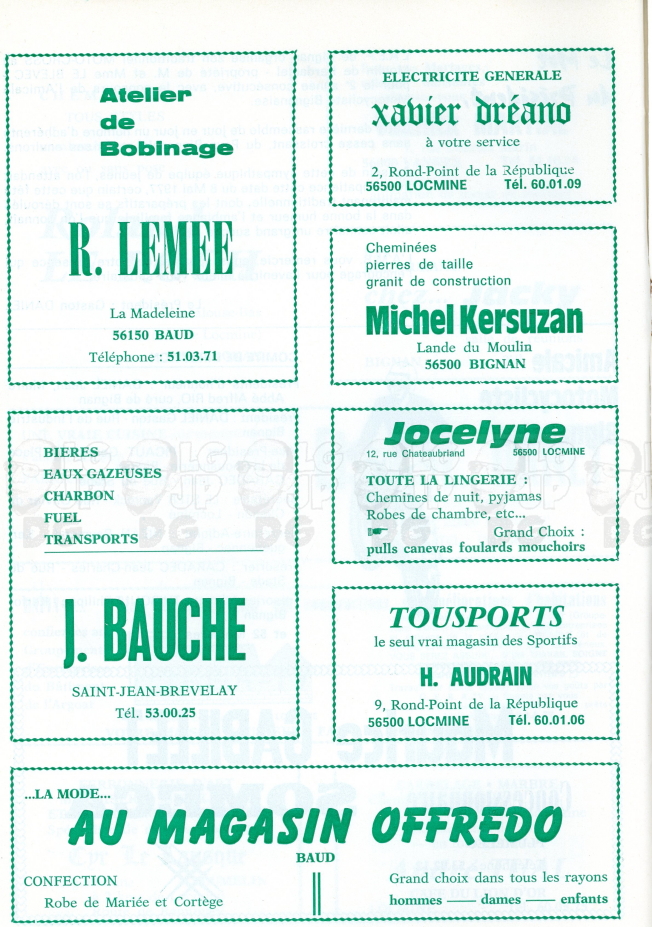 Atelier
de
Bobinage
R. LEMEE
La Madeleine
56150 BAUD
Téléphone : 51.03.71
ELECTRICITE GENERALE
xavier dréano
à votre service
2, Rond-Point de la République
56500 LOCMINE Tél. 60.01.09
Cheminées
pierres de taille
granit de construction
Michel Kersuzan
Lande du Moulin
56500 BIGNAN
BIERES
EAUX GAZEUSES
CHARBON
FUEL
TRANSPORTS
J. BAUCHE
SAINT-JEAN-BREVELAY
Tél. 53.00.25
Jocelyne
12, rue Chateaubriand 56500 LOCMINE
TOUTE LA LINGERIE :
Chemines de nuit, pyjamas
Robes de chambre, etc...
Grand Choix :
pulls canevas foulards mouchoirs
TOUSPORTS
le seul vrai magasin des Sportifs
H. AUDRAIN
9, Rond-Point de la République
56500 LOCMINE Tél. 60.01.06
...LA MODE...
AU MAGASIN OFFREDO
BAUD
CONFECTION
Robe de Mariée et Cortège
Grand choix dans tous les rayons
hommes — dames — enfants